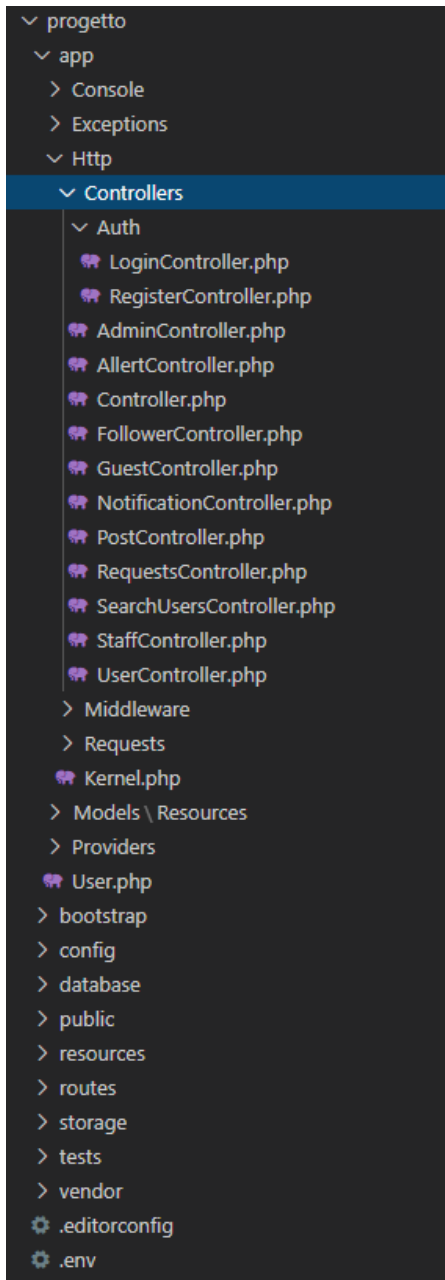 progetto
app
Console
Exceptions
Http
Controllers
Auth
LoginController.php
RegisterController.php
AdminController.php
AllertController.php
Controller.php
FollowerController.php
GuestController.php
NotificationController.php
PostController.php
RequestsController.php
SearchUsersController.php
StaffController.php
UserController.php
Middleware
Requests
Kernel.php
Models \ Resources
Providers
User.php
bootstrap
config
database
public
resources
routes
storage
tests
vendor
.editorconfig
.env